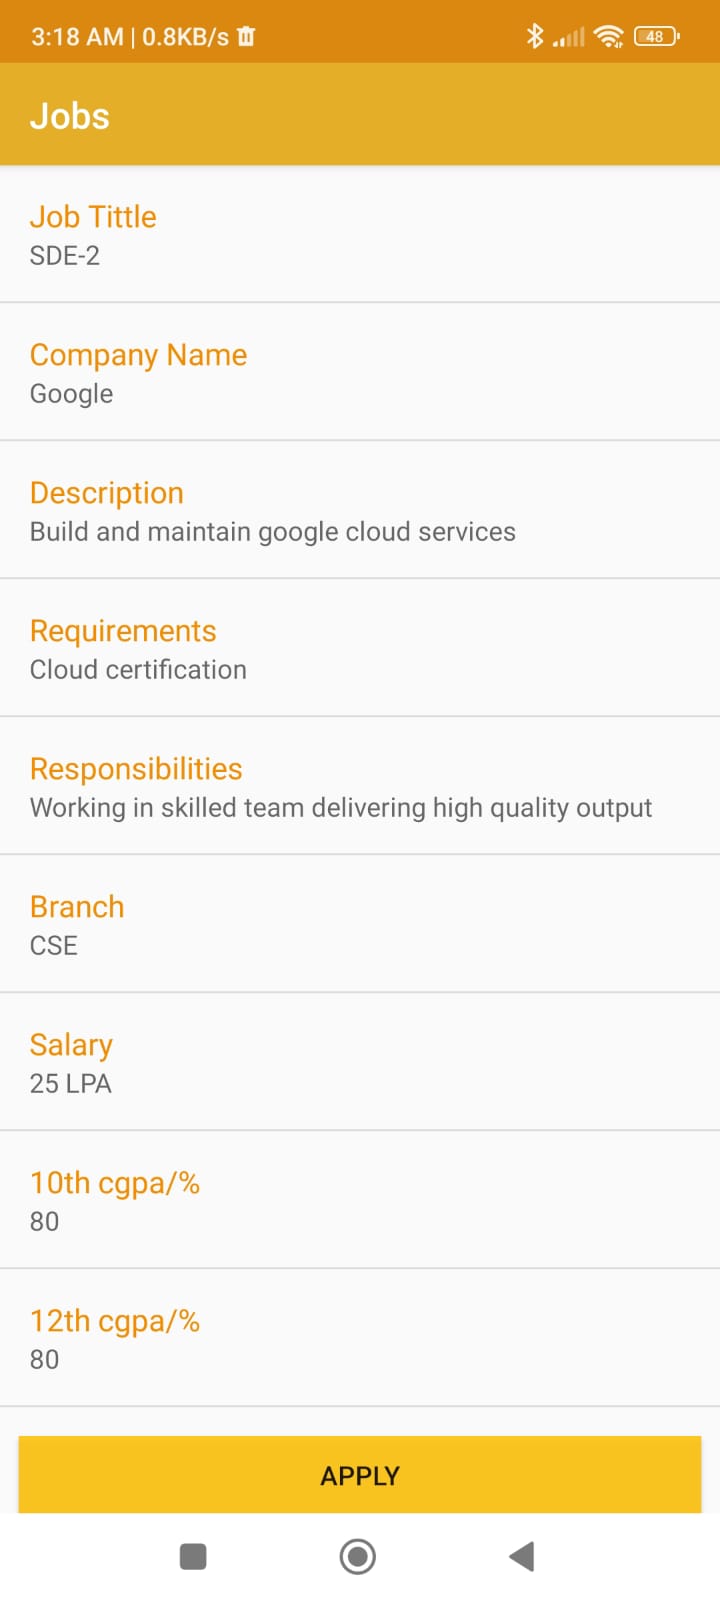 3:18 AM | 0.8KB/s
48
Jobs
Job Tittle
SDE-2
Company Name
Google
Description
Build and maintain google cloud services
Requirements
Cloud certification
Responsibilities
Working in skilled team delivering high quality output
Branch
CSE
Salary
25 LPA
10th cgpa/%
80
12th cgpa/%
80
APPLY